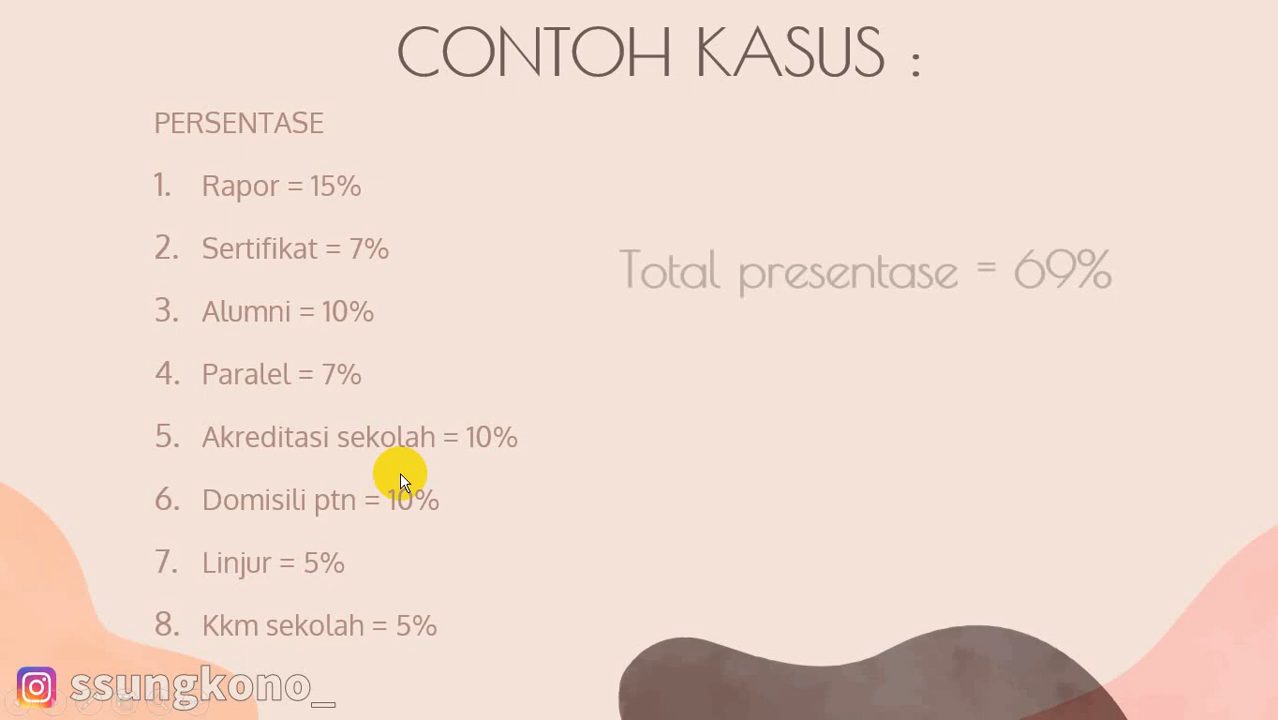 CONTOH KASUS :
PERSENTASE
1. Rapor = 15%
2. Sertifikat = 7%
3. Alumni = 10%
4. Paralel = 7%
5. Akreditasi sekolah = 10%
6. Domisili ptn = 10%
7. Linjur = 5%
8. Kkm sekolah = 5%
Total presentase = 69%
ssungkono_